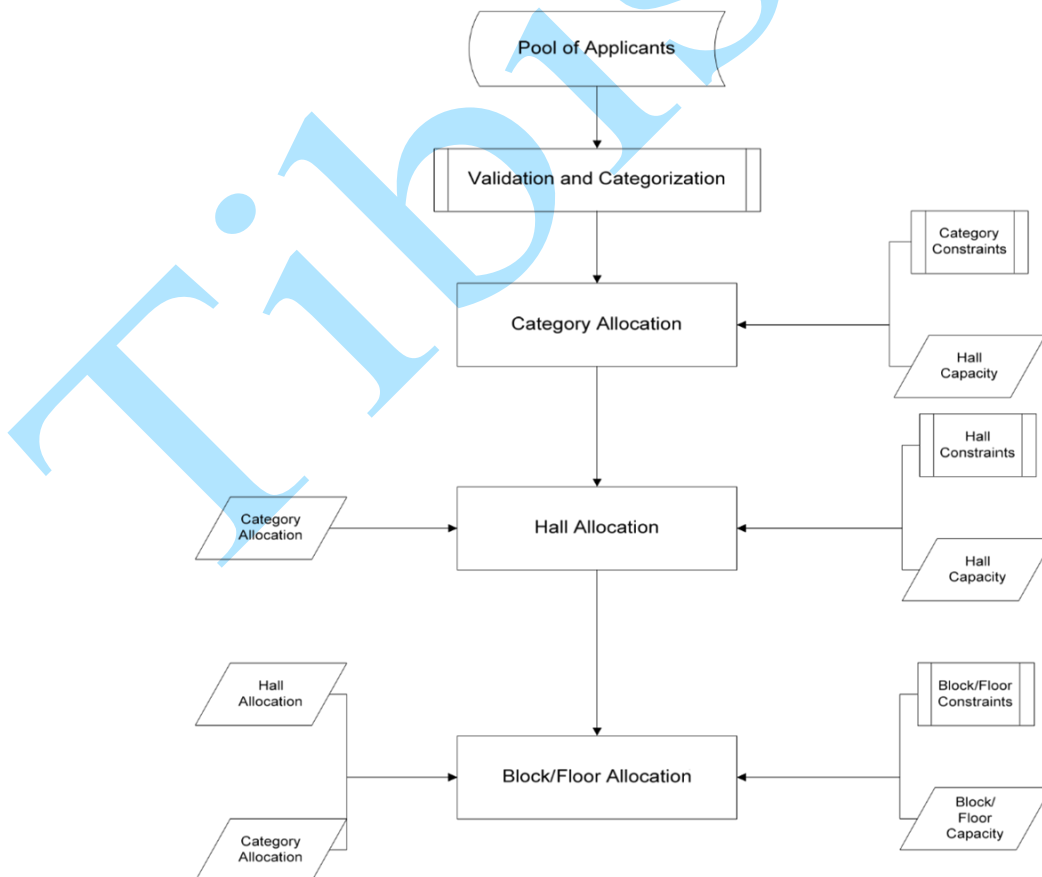 Pool of Applicants
Validation and Categorization
Category
Constraints
Category Allocation
Hall
Capacity
Hall
Constraints
Category
Allocation
Hall Allocation
Hall
Capacity
Hall
Allocation
Block/Floor
Constraints
Block/Floor Allocation
Category
Allocation
Block/
Floor
Capacity